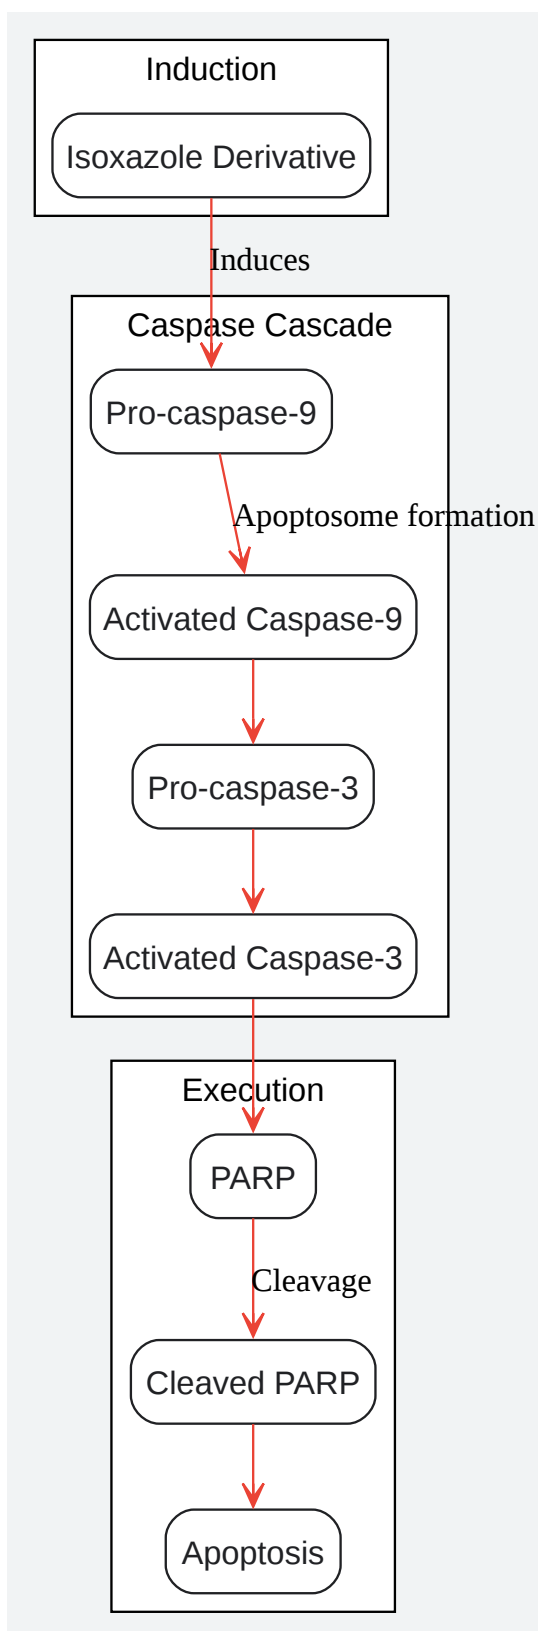 Induction
Isoxazole Derivative
Induces
Caspase Cascade
Pro-caspase-9
Apoptosome formation
Activated Caspase-9
Pro-caspase-3
Activated Caspase-3
Execution
PARP
Cleavage
Cleaved PARP
Apoptosis